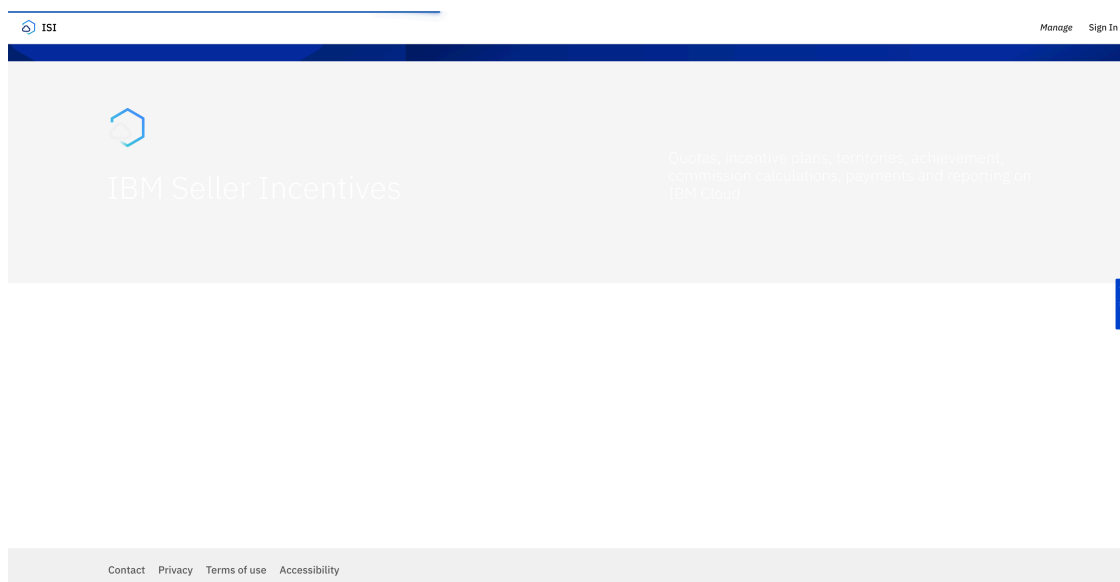 ISI
Manage Sign In
IBM Seller Incentives
Quotas, incentive plans, territories, achievement,
commission calculations, payments and reporting on
IBM Cloud
Contact Privacy Terms of use Accessibility